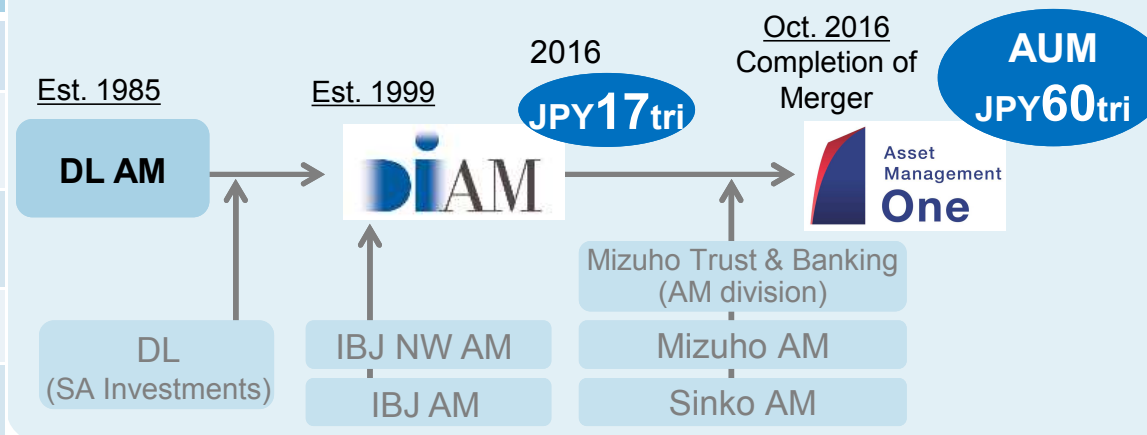 Est. 1985
DL AM
Est. 1999
DIAM
2016
JPY17tri
Oct. 2016
Completion of
Merger
AUM
JPY60tri
Asset
Management
One
DL
(SA Investments)
IBJ NW AM
IBJ AM
Mizuho Trust & Banking
(AM division)
Mizuho AM
Sinko AM